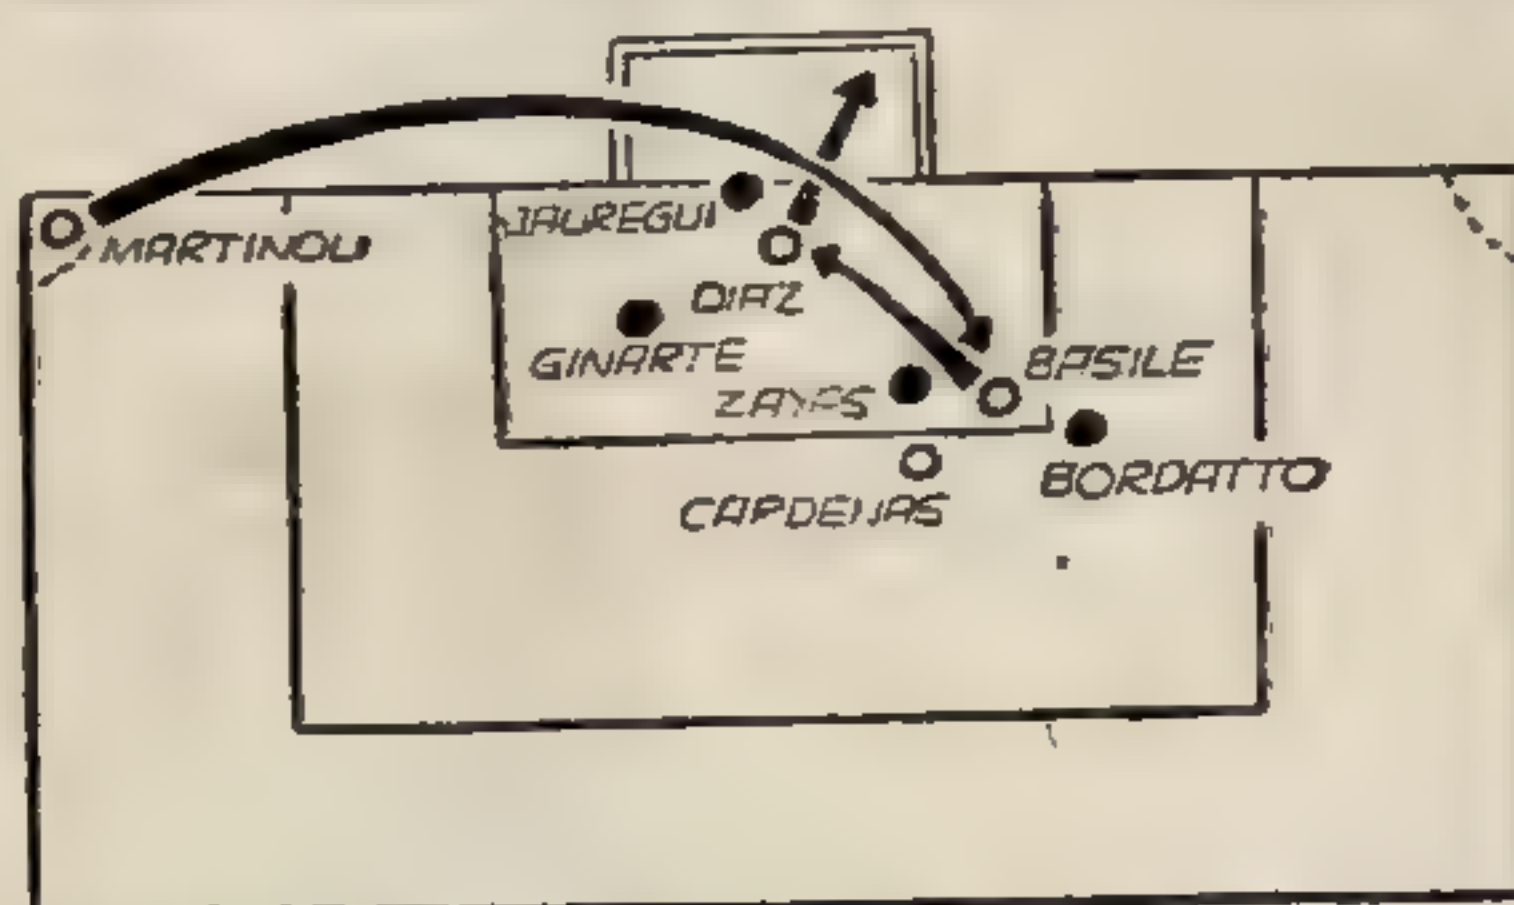 JAUREGUI
MARTINOLI
DIAZ
GINARTE
BASILE
ZAYAS
BORDATTO
CARDENAS